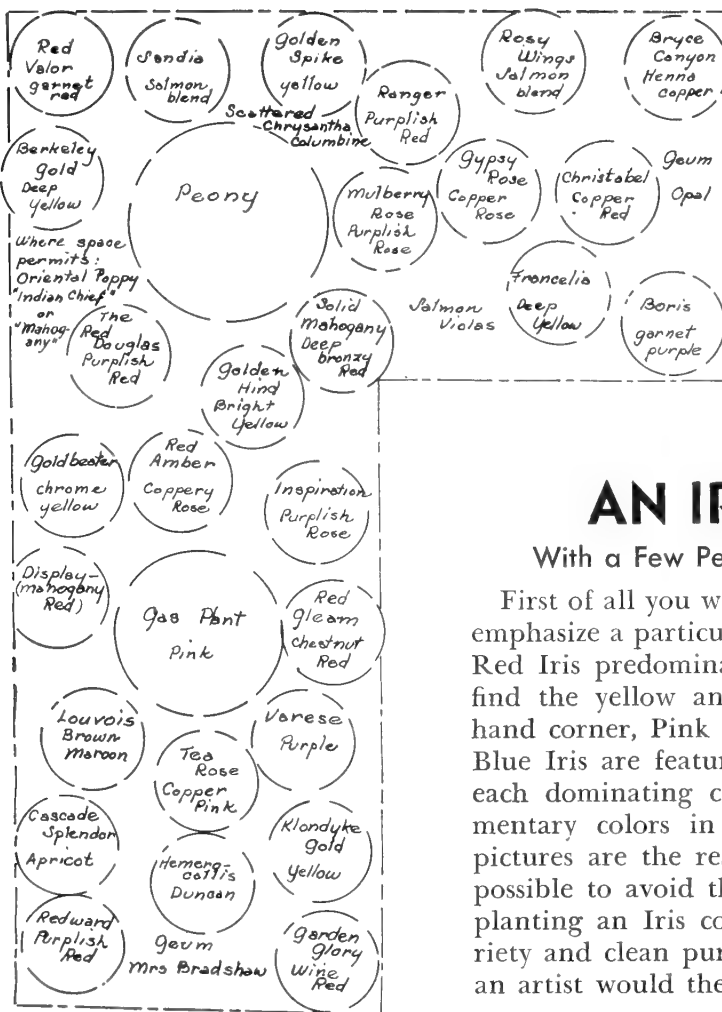 Red
Valor
garnet
red
Sandia
Salmon
blend
Golden
Spike
yellow
Rosy
Wings
Salmon
blend
Bryce
Canyon
Henna
copper
Scattered
Chrysantha
Columbine
Ranger
Purplish
Red
Berkeley
Gold
Deep
Yellow
Peony
Mulberry
Rose
Purplish
Rose
Gypsy
Rose
Copper
Rose
Christabel
Copper
Red
Geum
Opal
Where space
permits:
Oriental Poppy
"Indian Chief"
or
"Mahog-
any"
The
Red
Douglas
Purplish
Red
Solid
Mahogany
Deep
bronzy
Red
Salmon
Violas
Francelia
Deep
Yellow
Boris
garnet
purple
Golden
Hind
Bright
Yellow
Goldbeater
chrome
yellow
Red
Amber
Coppery
Rose
Inspiration
Purplish
Rose
Display-
(mahogany
Red)
Gas Plant
Pink
Red
Gleam
Chestnut
Red
Louvois
Brown
Maroon
Tea
Rose
Copper
Pink
Varese
Purple
Cascade
Splendor
Apricot
Hemero-
callis
Duncan
Klondyke
Gold
Yellow
Redward
Purplish
Red
Geum
Mrs Bradshaw
Garden
Glory
Wine
Red
AN IR
With a Few Pe
First of all you w
emphasize a particu
Red Iris predomina
find the yellow an
hand corner, Pink
Blue Iris are featur
each dominating c
mentary colors in
pictures are the re
possible to avoid th
planting an Iris co
riety and clean pur
an artist would the